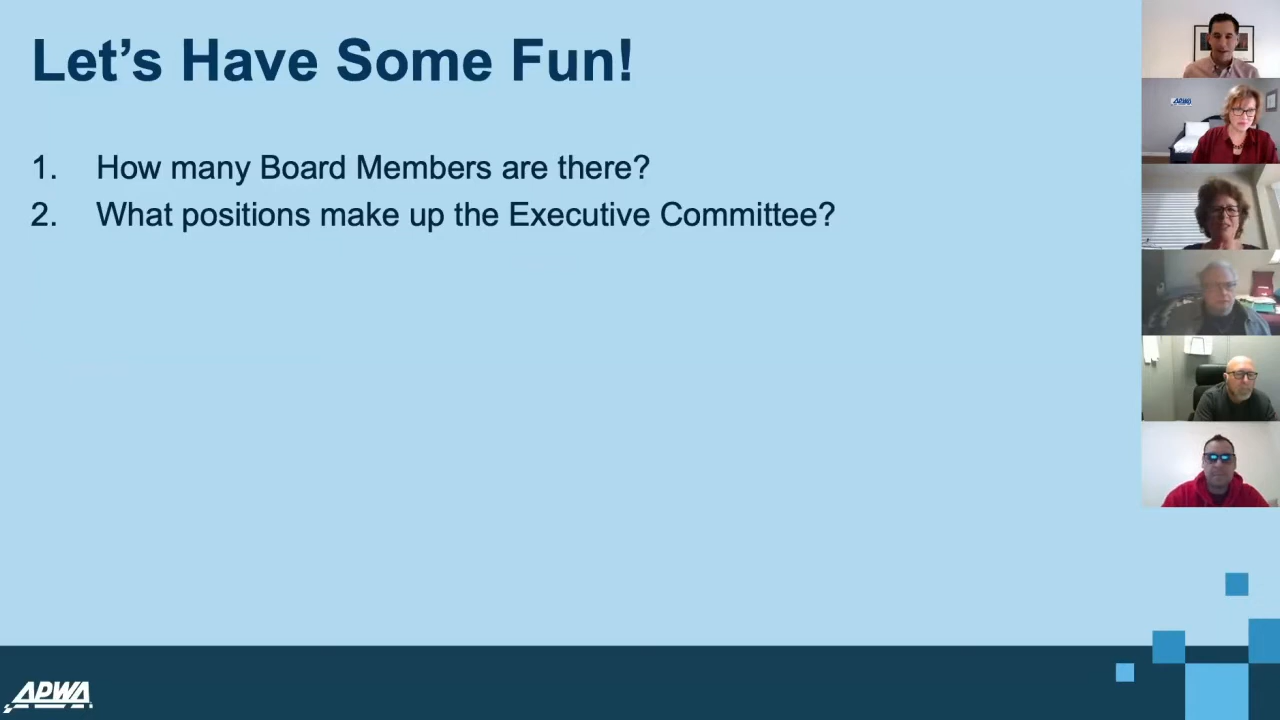 Let's Have Some Fun!
1. How many Board Members are there?
2. What positions make up the Executive Committee?
APWA
APWA